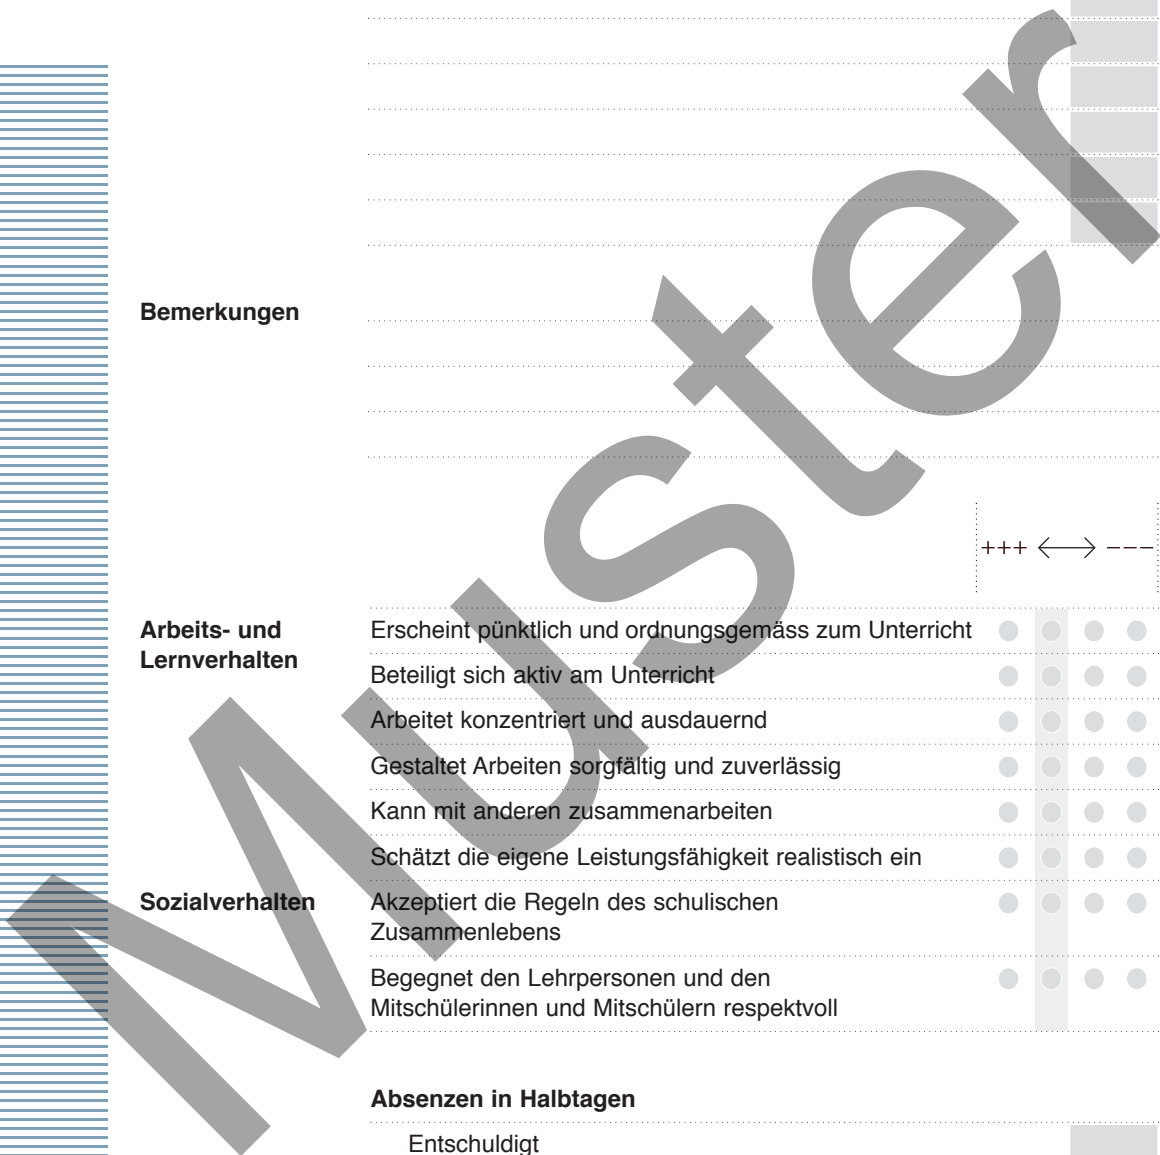 Bemerkungen
+++ ⟷ ---
Arbeits- und
Lernverhalten
Erscheint pünktlich und ordnungsgemäss zum Unterricht
Beteiligt sich aktiv am Unterricht
Arbeitet konzentriert und ausdauernd
Gestaltet Arbeiten sorgfältig und zuverlässig
Kann mit anderen zusammenarbeiten
Schätzt die eigene Leistungsfähigkeit realistisch ein
Sozialverhalten
Akzeptiert die Regeln des schulischen
Zusammenlebens
Begegnet den Lehrpersonen und den
Mitschülerinnen und Mitschülern respektvoll
Absenzen in Halbtagen
Entschuldigt
Muster